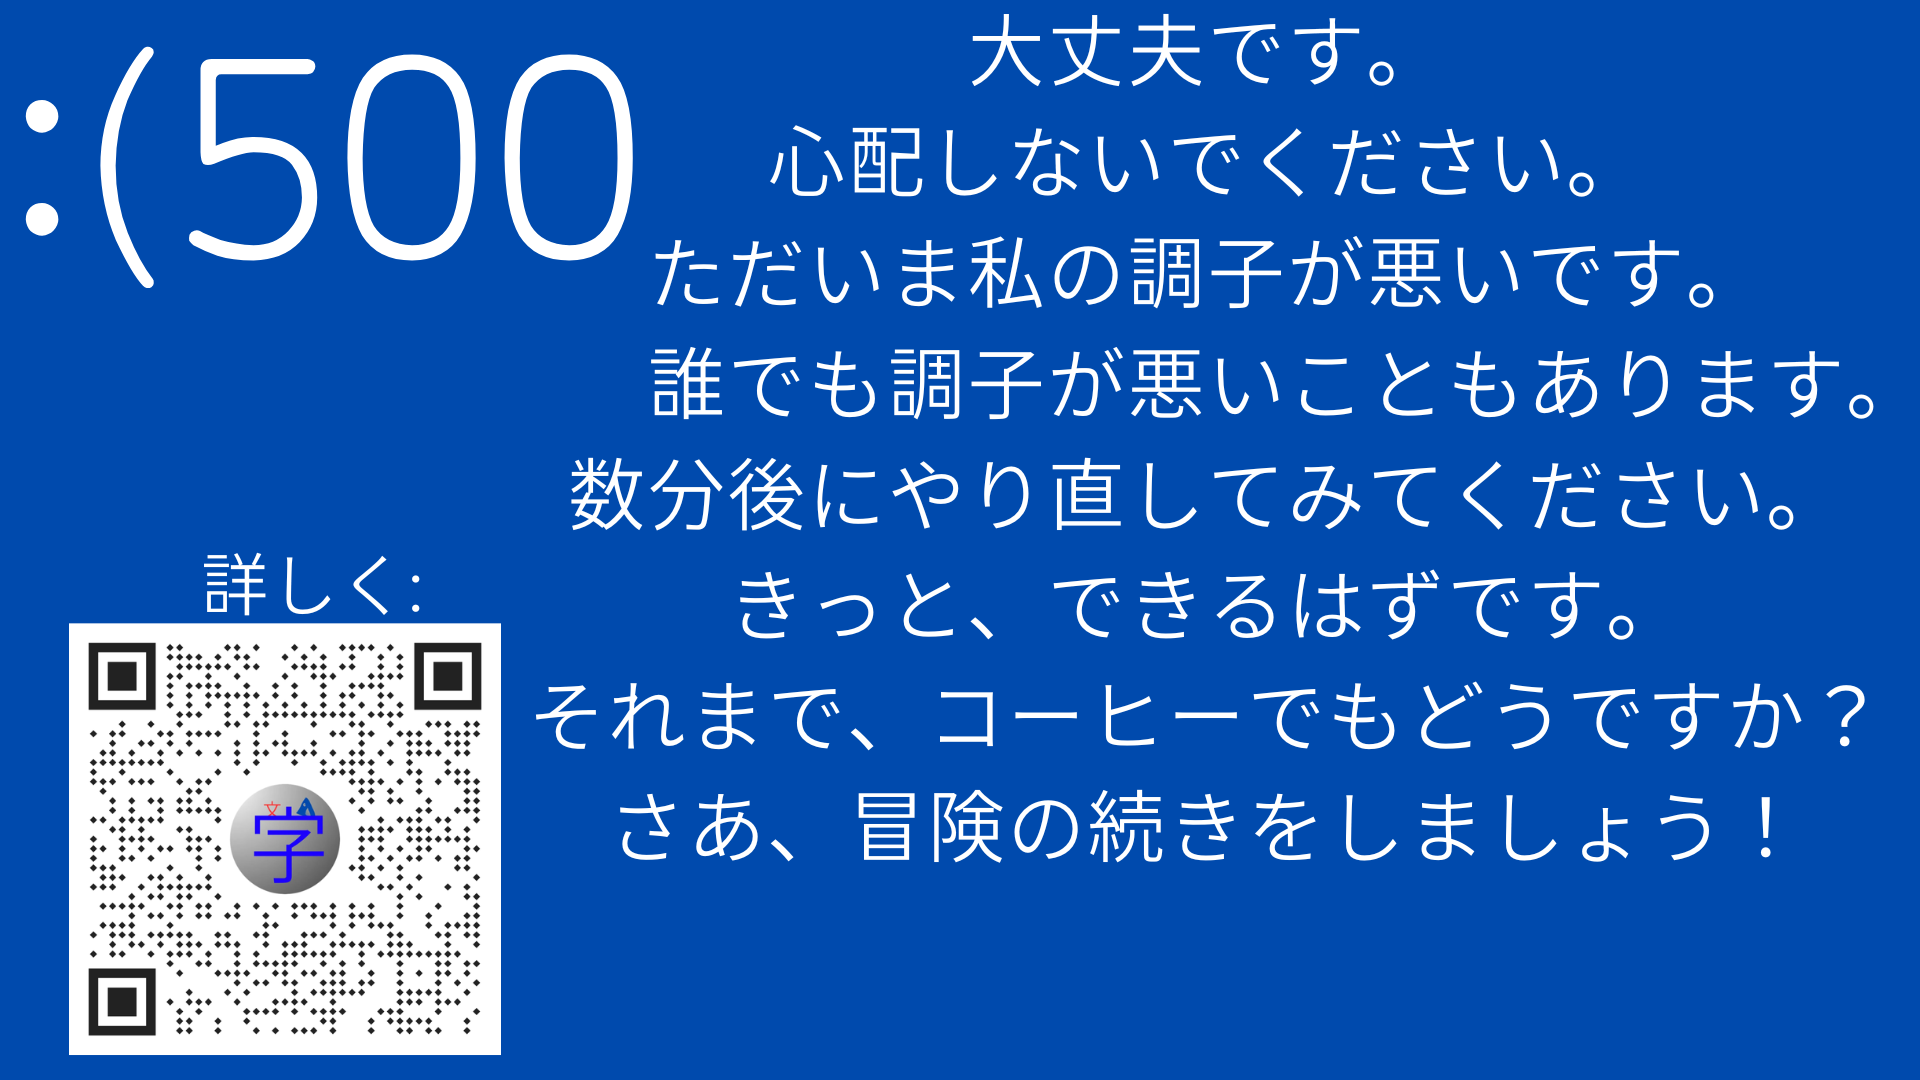 :(500
大丈夫です。
心配しないでください。
ただいま私の調子が悪いです。
誰でも調子が悪いこともあります。
数分後にやり直してみてください。
きっと、できるはずです。
それまで、コーヒーでもどうですか？
さあ、冒険の続きをしましょう！
詳しく:
文A
字